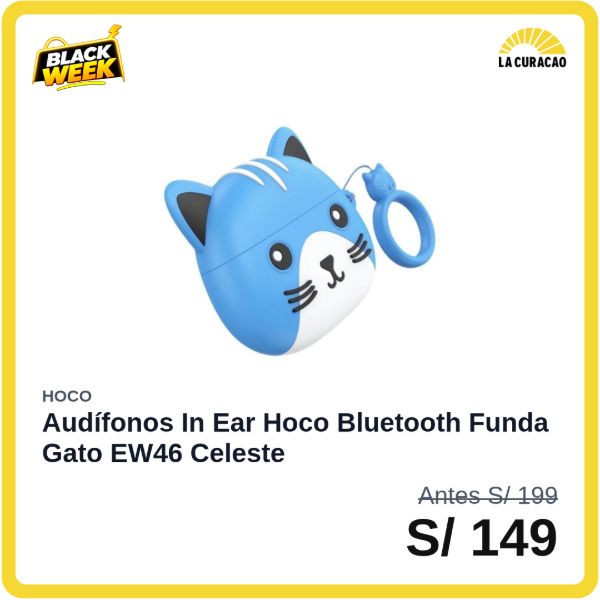 BLACK
WEEK
LA CURACAO
HOCO
Audífonos In Ear Hoco Bluetooth Funda
Gato EW46 Celeste
Antes S/ 199
S/ 149